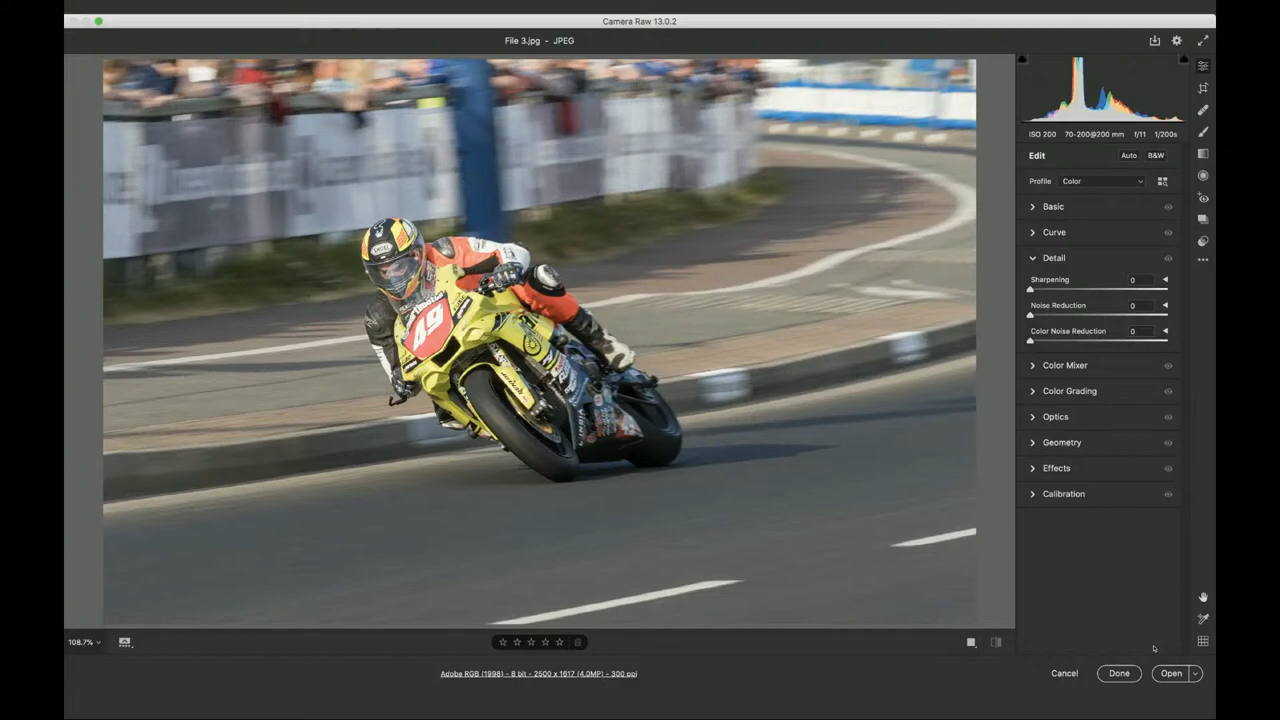 Camera Raw 13.0.2
File 3.jpg - JPEG
ISO 200 70-200@200 mm f/11 1/200s
Edit Auto B&W
Profile Color
Basic
Curve
Detail
Sharpening 0
Noise Reduction 0
Color Noise Reduction 0
Color Mixer
Color Grading
Optics
Geometry
Effects
Calibration
SHOEI
49
108.7%
Adobe RGB (1998) - 8 bit - 2500 x 1617 (4.0MP) - 300 ppi
Cancel Done Open